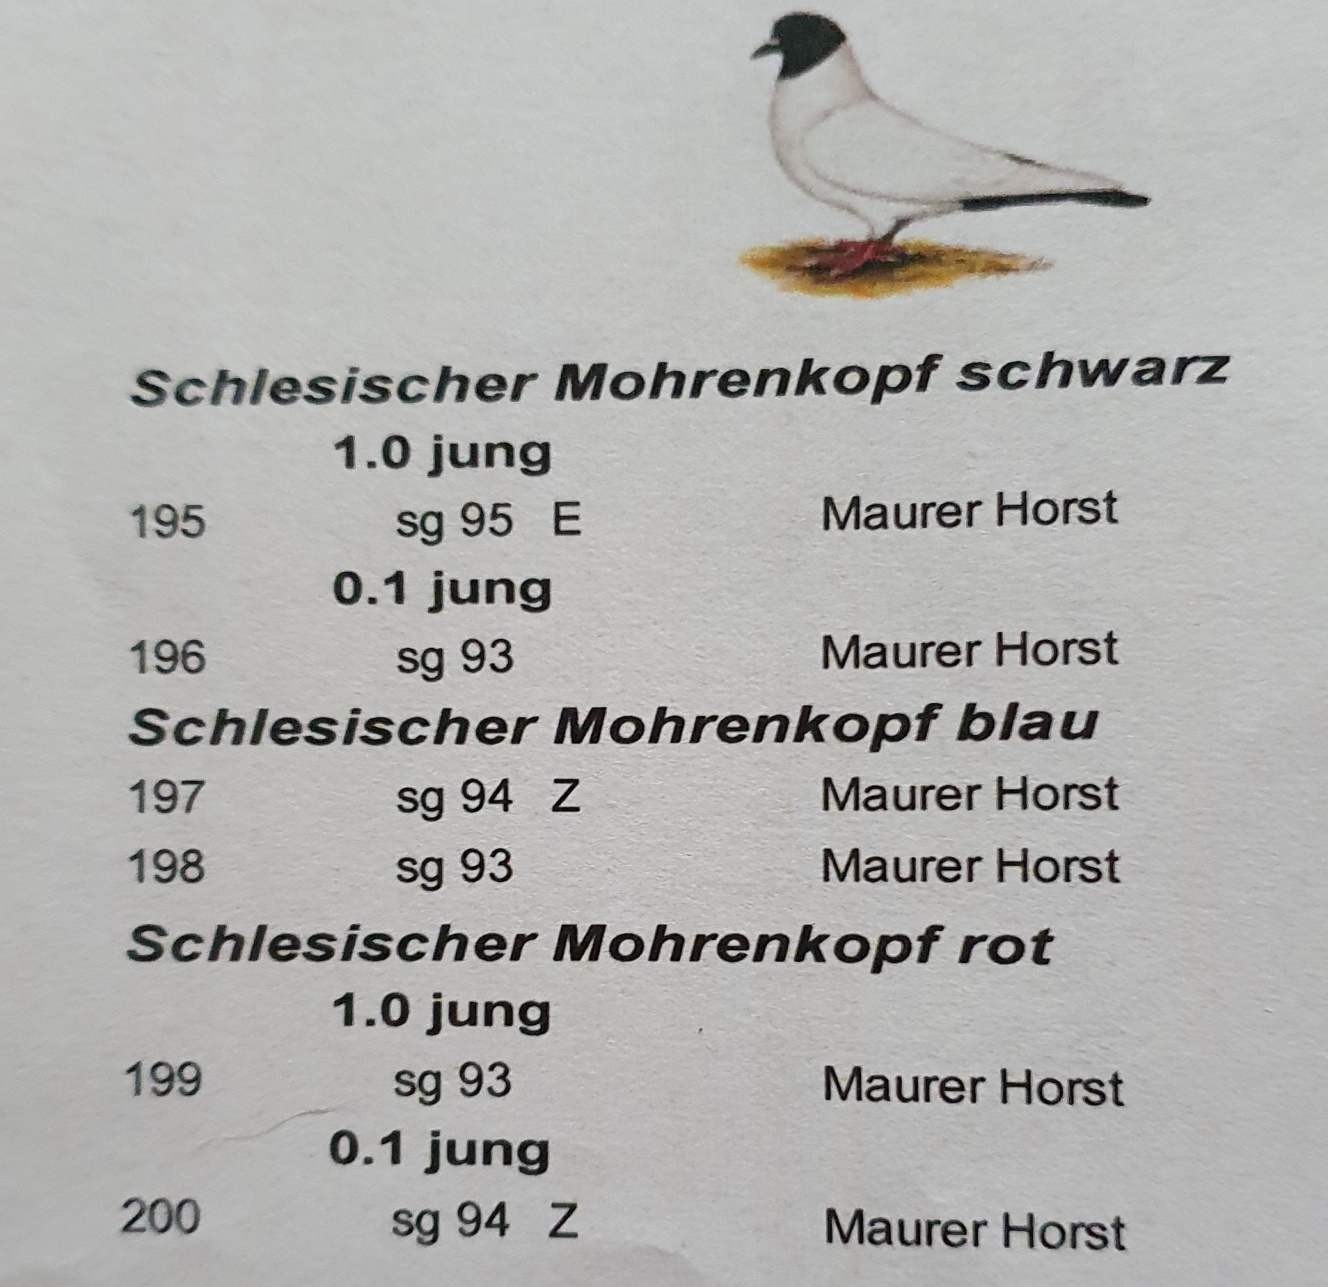 Schlesischer Mohrenkopf schwarz
1.0 jung
195 sg 95 E Maurer Horst
0.1 jung
196 sg 93 Maurer Horst
Schlesischer Mohrenkopf blau
197 sg 94 Z Maurer Horst
198 sg 93 Maurer Horst
Schlesischer Mohrenkopf rot
1.0 jung
199 sg 93 Maurer Horst
0.1 jung
200 sg 94 Z Maurer Horst